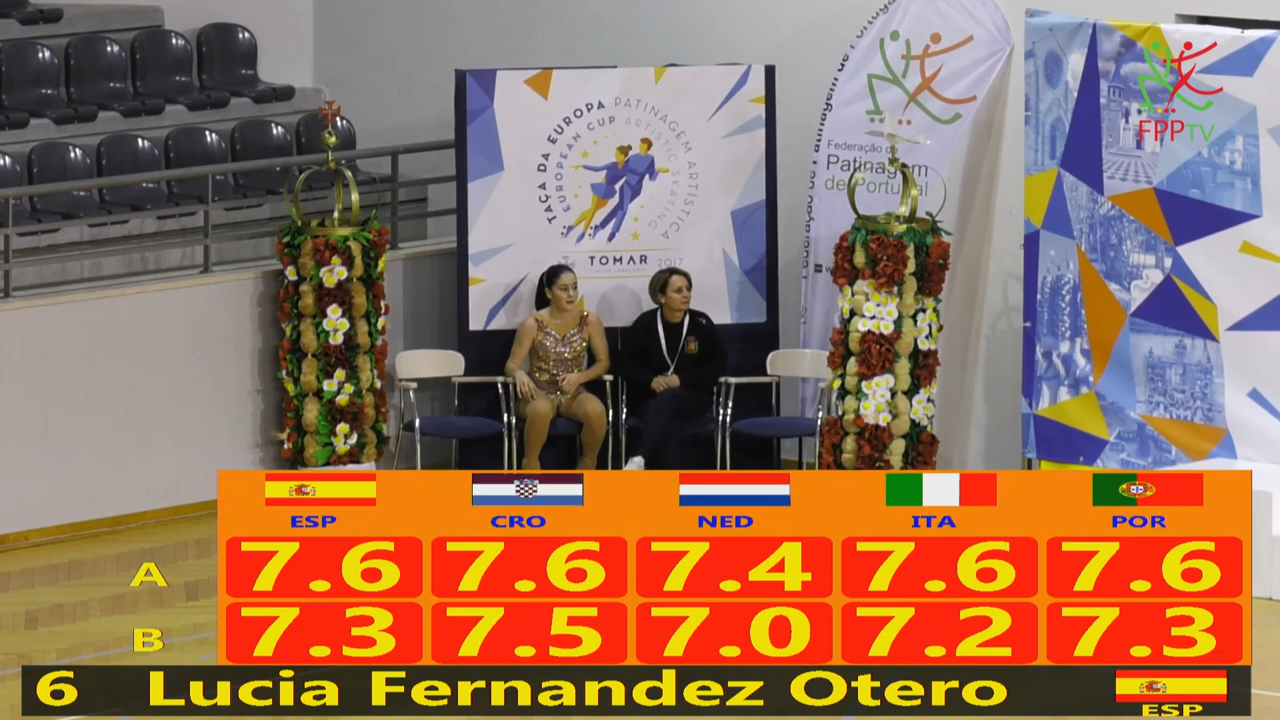 FPPTV
TAÇA DA EUROPA PATINAGEM ARTÍSTICA
EUROPEAN CUP ARTISTIC SKATING
TOMAR 2017
Federação de
Patinagem
de Portugal
ESP CRO NED ITA POR
A 7.6 7.6 7.4 7.6 7.6
B 7.3 7.5 7.0 7.2 7.3
6 Lucia Fernandez Otero
ESP